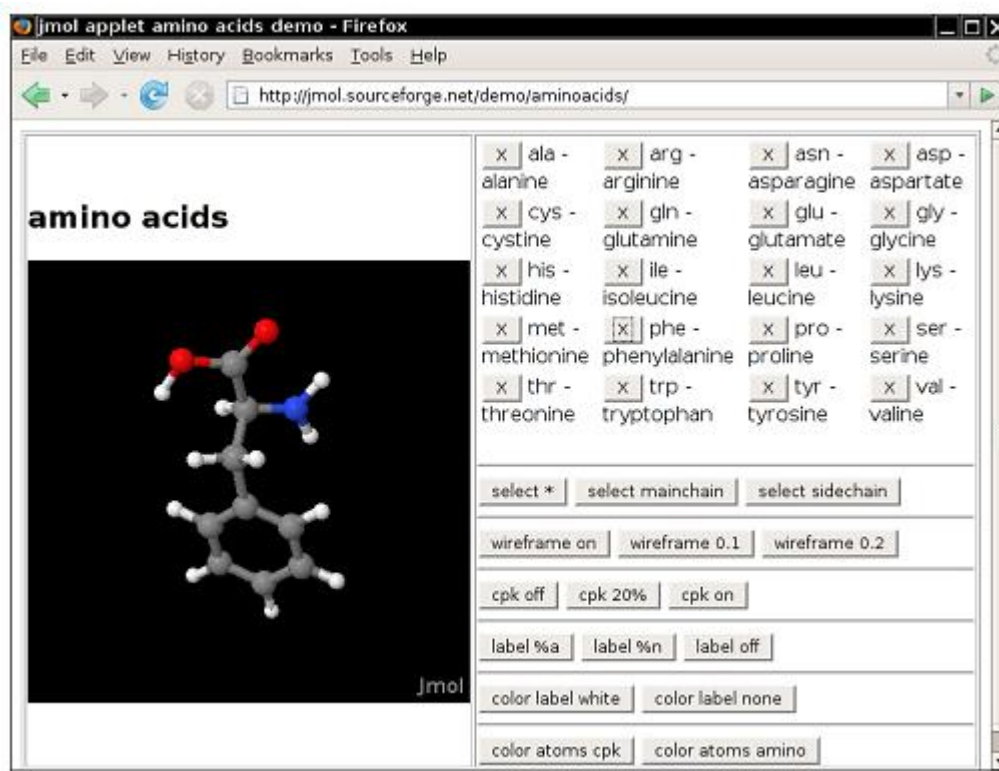 jmol applet amino acids demo - Firefox
File Edit View History Bookmarks Tools Help
http://jmol.sourceforge.net/demo/aminoacids/
amino acids
Jmol
x ala - x arg - x asn - x asp -
alanine arginine asparagine aspartate
x cys - x gln - x glu - x gly -
cystine glutamine glutamate glycine
x his - x ile - x leu - x lys -
histidine isoleucine leucine lysine
x met - x phe - x pro - x ser -
methionine phenylalanine proline serine
x thr - x trp - x tyr - x val -
threonine tryptophan tyrosine valine
select * select mainchain select sidechain
wireframe on wireframe 0.1 wireframe 0.2
cpk off cpk 20% cpk on
label %a label %n label off
color label white color label none
color atoms cpk color atoms amino